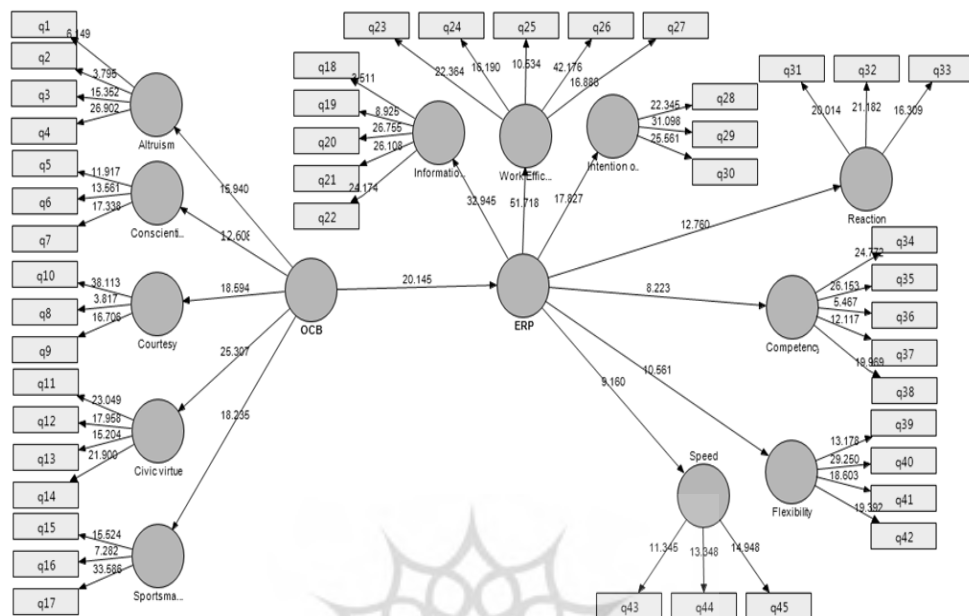 q1
6.149
q2
3.795
q3
15.352
q4
26.902
Altruism
q5
11.917
q6
13.561
q7
17.338
Conscienti..
q10
38.113
q8
3.817
q9
16.706
Courtesy
q11
23.049
q12
17.958
q13
15.204
q14
21.900
Civic virtue
q15
15.524
q16
7.282
q17
33.586
Sportsma...
15.940
12.608
18.594
25.307
18.235
OCB
20.145
ERP
q18
q19
8.925
q20
26.755
q21
26.108
q22
24.174
Informatio...
32.945
q23
q24
q25
q26
q27
22.364
16.190
10.534
42.176
16.886
Work Effic...
51.718
q28
22.345
q29
31.098
q30
25.561
Intention o..
17.827
q31
q32
q33
20.014
21.182
16.309
Reaction
12.760
q34
24.772
q35
26.153
q36
5.467
q37
12.117
q38
19.969
Competency
8.223
q39
13.178
q40
29.250
q41
18.603
q42
19.392
Flexibility
10.561
9.160
Speed
11.345
13.348
14.948
q43
q44
q45